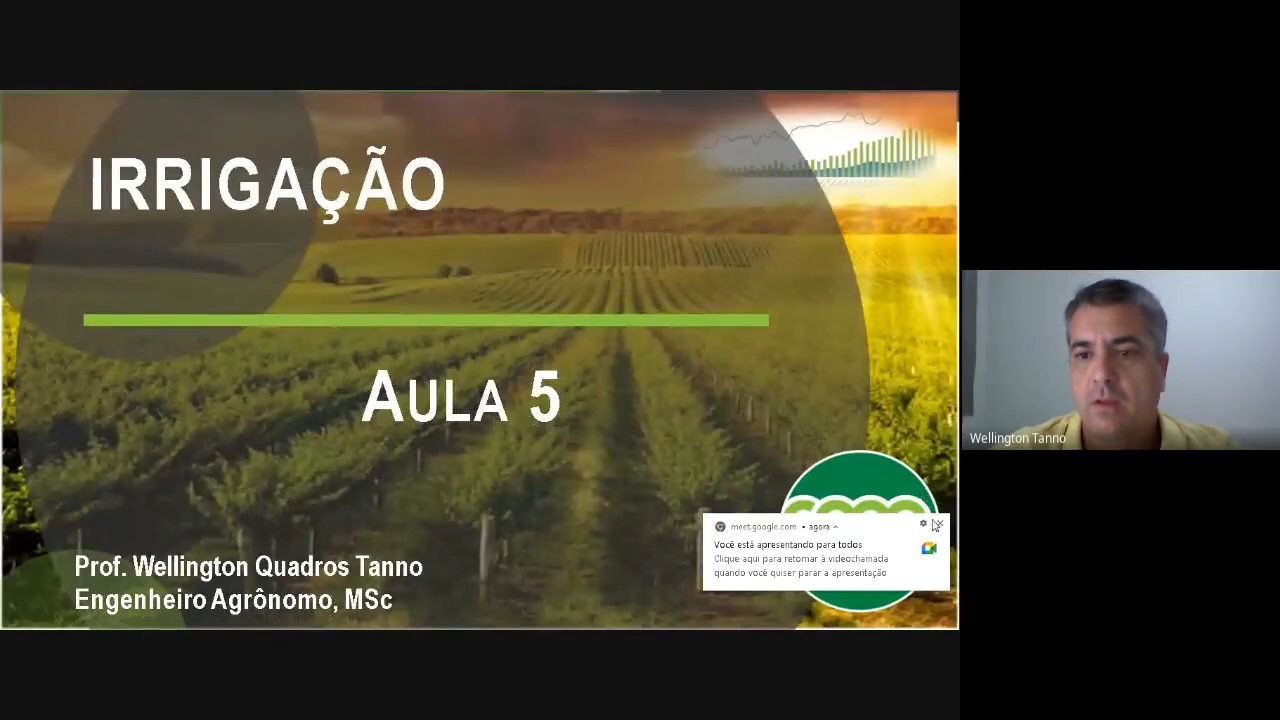 IRRIGAÇÃO
AULA 5
Prof. Wellington Quadros Tanno
Engenheiro Agrônomo, MSc
meet.google.com • agora
Você está apresentando para todos
Clique aqui para retornar à videochamada
quando você quiser parar a apresentação
Wellington Tanno